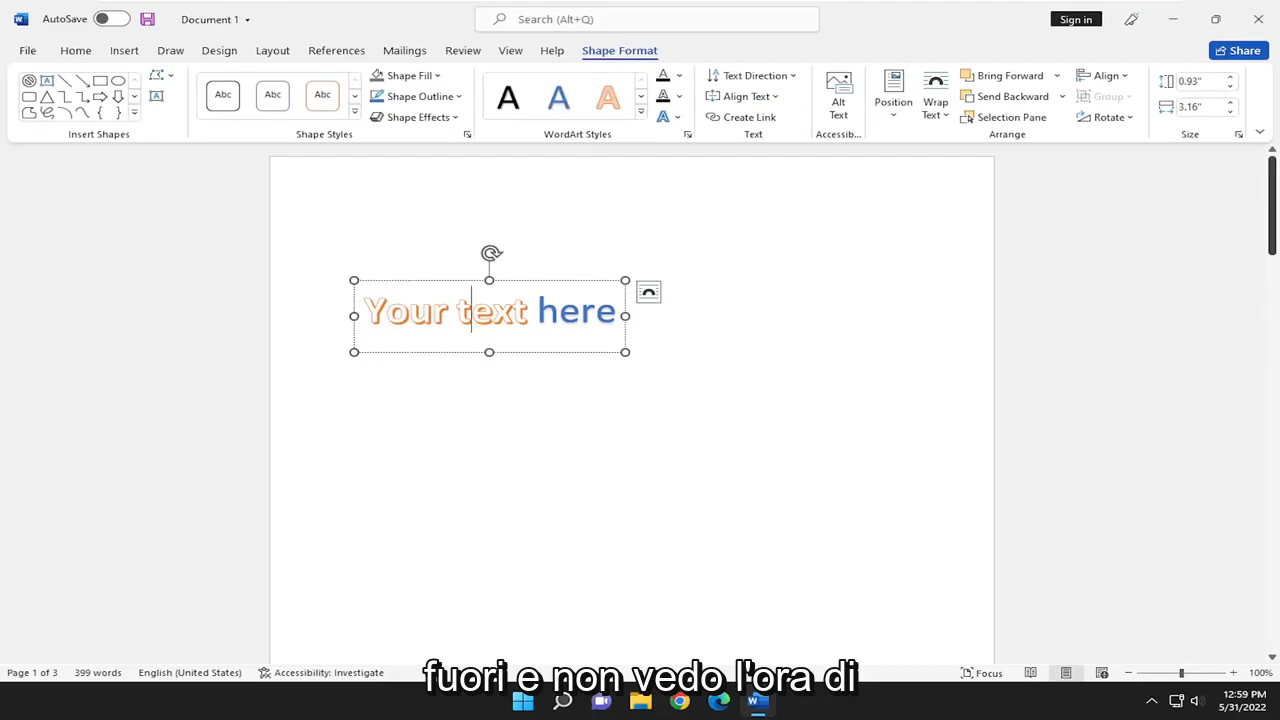 AutoSave
Document 1
Search (Alt+Q)
Sign in
File Home Insert Draw Design Layout References Mailings Review View Help Shape Format Share
Abc Abc Abc
Shape Fill
Shape Outline
Shape Effects
A A A
A
A
A
Text Direction
Align Text
Create Link
Alt Text
Position
Wrap Text
Bring Forward
Send Backward
Selection Pane
Align
Group
Rotate
0.93"
3.16"
Insert Shapes Shape Styles WordArt Styles Text Accessib... Arrange Size
Your text here
Page 1 of 3 399 words English (United States) Accessibility: Investigate Focus 100%
fuori e non vedo l'ora di
12:59 PM
5/31/2022